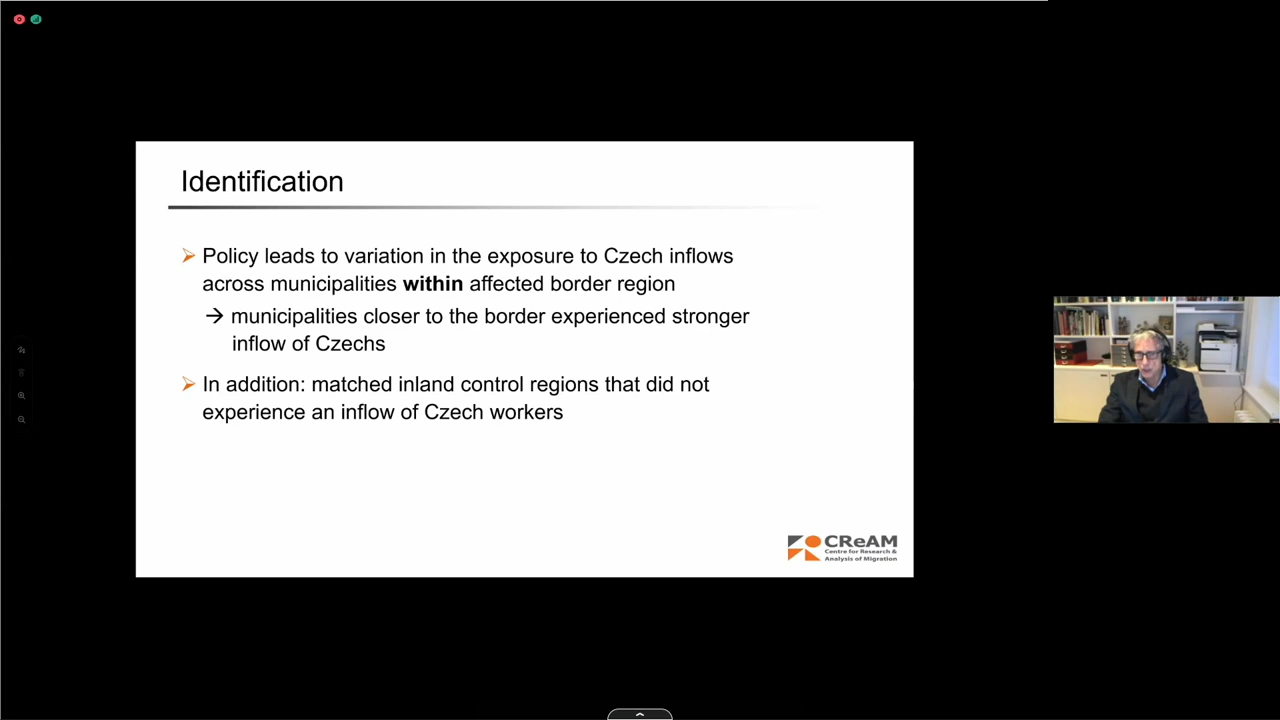 Identification
Policy leads to variation in the exposure to Czech inflows
across municipalities within affected border region
→ municipalities closer to the border experienced stronger
inflow of Czechs
In addition: matched inland control regions that did not
experience an inflow of Czech workers
CReAM
Centre for Research &
Analysis of Migration